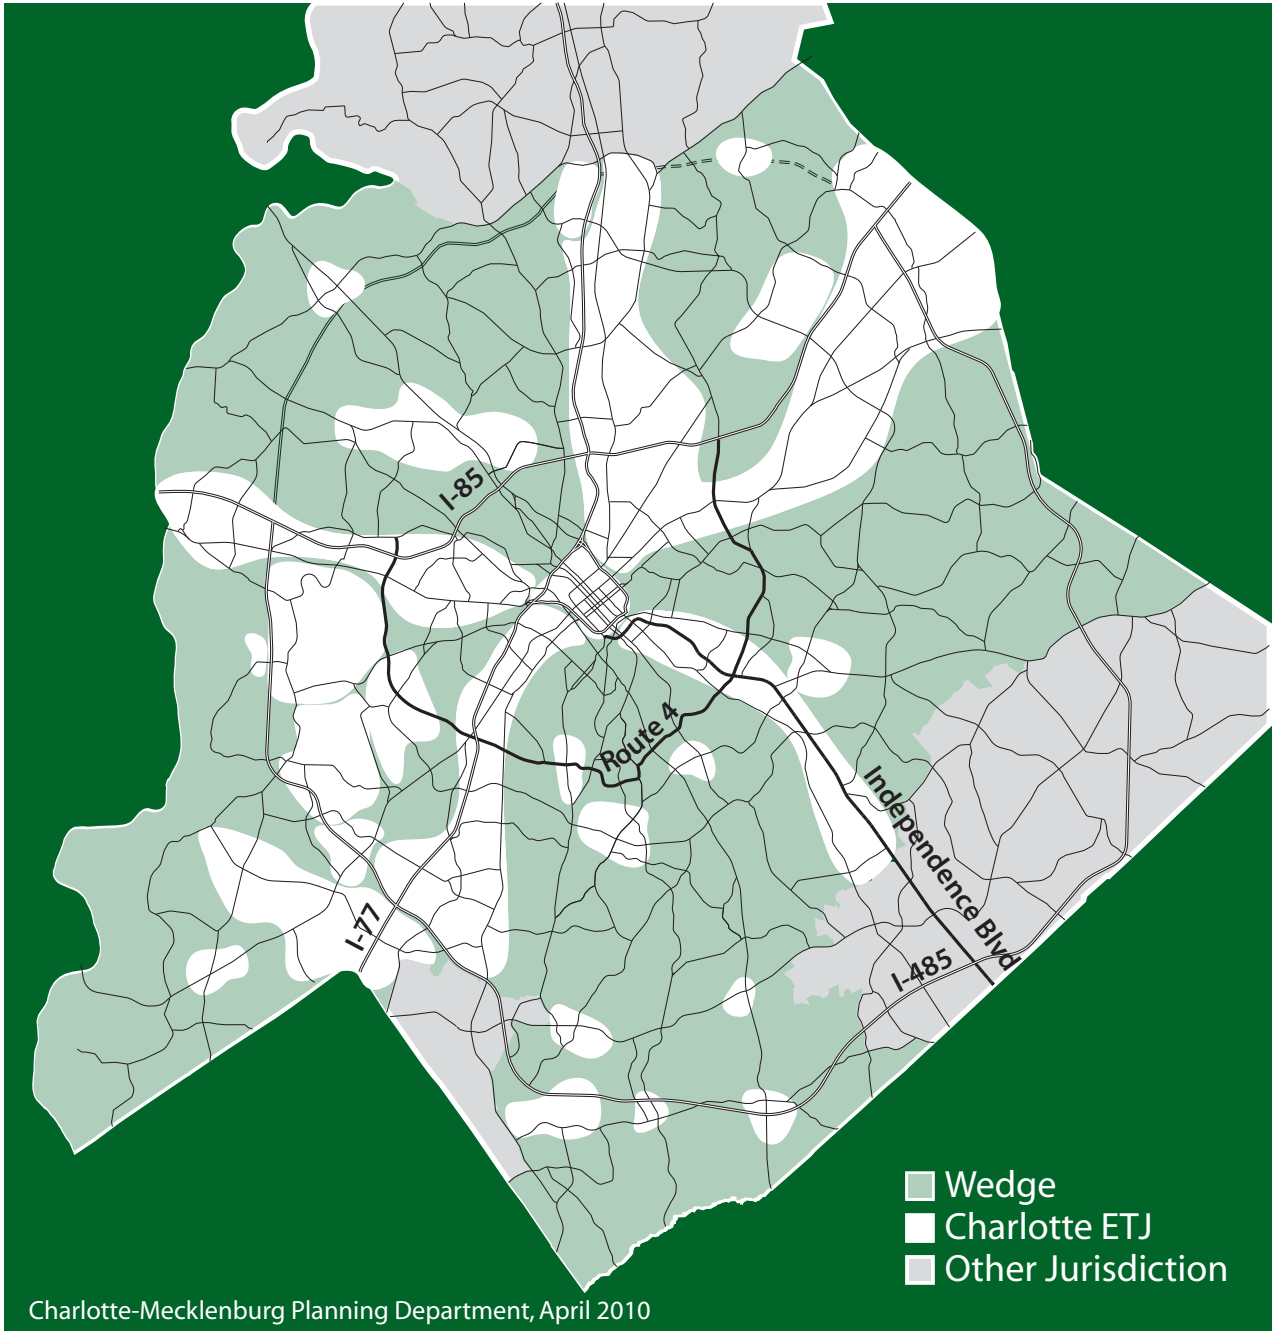 I-85
Route 4
Independence Blvd
I-77
I-485
Wedge
Charlotte ETJ
Other Jurisdiction
Charlotte-Mecklenburg Planning Department, April 2010